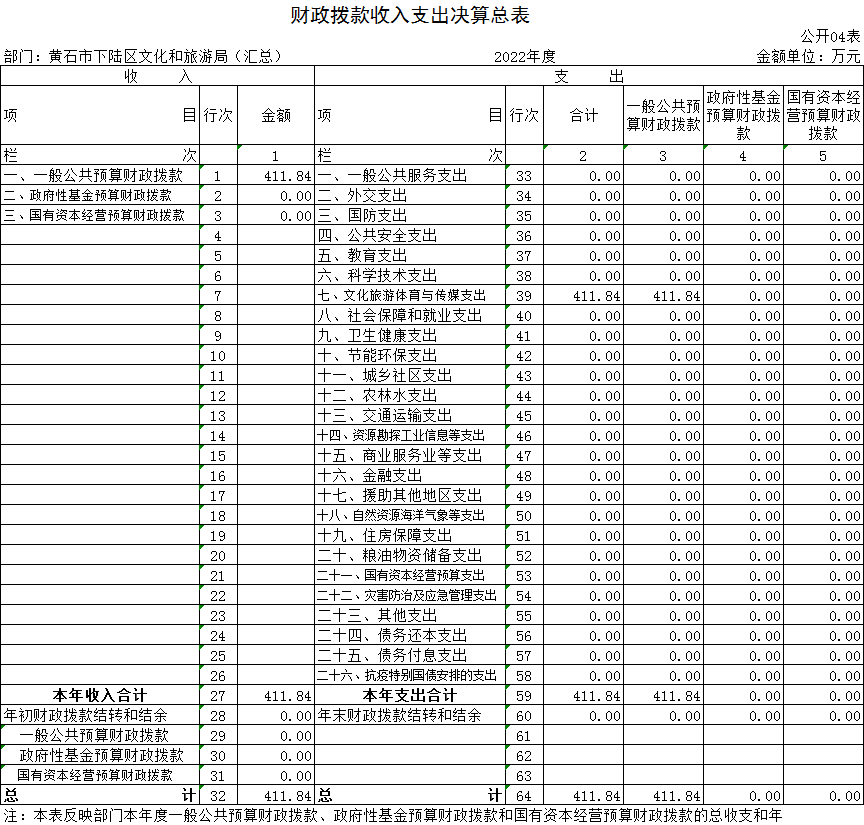 财政拨款收入支出决算总表
公开04表
部门：黄石市下陆区文化和旅游局（汇总） 2022年度 金额单位：万元
收 入 支 出
项 目 行次 金额 项 目 行次 合计 一般公共预算财政拨款 政府性基金预算财政拨款 国有资本经营预算财政拨款
栏 次 1 栏 次 2 3 4 5
一、一般公共预算财政拨款 1 411.84 一、一般公共服务支出 33 0.00 0.00 0.00 0.00
二、政府性基金预算财政拨款 2 0.00 二、外交支出 34 0.00 0.00 0.00 0.00
三、国有资本经营预算财政拨款 3 0.00 三、国防支出 35 0.00 0.00 0.00 0.00
4 四、公共安全支出 36 0.00 0.00 0.00 0.00
5 五、教育支出 37 0.00 0.00 0.00 0.00
6 六、科学技术支出 38 0.00 0.00 0.00 0.00
7 七、文化旅游体育与传媒支出 39 411.84 411.84 0.00 0.00
8 八、社会保障和就业支出 40 0.00 0.00 0.00 0.00
9 九、卫生健康支出 41 0.00 0.00 0.00 0.00
10 十、节能环保支出 42 0.00 0.00 0.00 0.00
11 十一、城乡社区支出 43 0.00 0.00 0.00 0.00
12 十二、农林水支出 44 0.00 0.00 0.00 0.00
13 十三、交通运输支出 45 0.00 0.00 0.00 0.00
14 十四、资源勘探工业信息等支出 46 0.00 0.00 0.00 0.00
15 十五、商业服务业等支出 47 0.00 0.00 0.00 0.00
16 十六、金融支出 48 0.00 0.00 0.00 0.00
17 十七、援助其他地区支出 49 0.00 0.00 0.00 0.00
18 十八、自然资源海洋气象等支出 50 0.00 0.00 0.00 0.00
19 十九、住房保障支出 51 0.00 0.00 0.00 0.00
20 二十、粮油物资储备支出 52 0.00 0.00 0.00 0.00
21 二十一、国有资本经营预算支出 53 0.00 0.00 0.00 0.00
22 二十二、灾害防治及应急管理支出 54 0.00 0.00 0.00 0.00
23 二十三、其他支出 55 0.00 0.00 0.00 0.00
24 二十四、债务还本支出 56 0.00 0.00 0.00 0.00
25 二十五、债务付息支出 57 0.00 0.00 0.00 0.00
26 二十六、抗疫特别国债安排的支出 58 0.00 0.00 0.00 0.00
本年收入合计 27 411.84 本年支出合计 59 411.84 411.84 0.00 0.00
年初财政拨款结转和结余 28 0.00 年末财政拨款结转和结余 60 0.00 0.00 0.00 0.00
一般公共预算财政拨款 29 0.00 61
政府性基金预算财政拨款 30 0.00 62
国有资本经营预算财政拨款 31 0.00 63
总 计 32 411.84 总 计 64 411.84 411.84 0.00 0.00
注：本表反映部门本年度一般公共预算财政拨款、政府性基金预算财政拨款和国有资本经营预算财政拨款的总收支和年